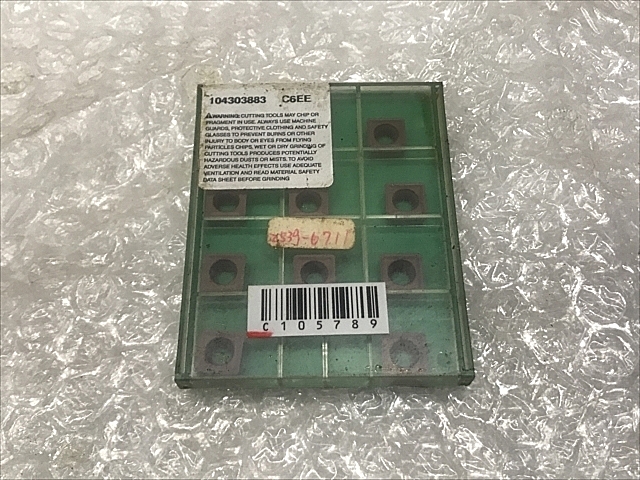 104303883 C6EE
⚠WARNING: CUTTING TOOLS MAY CHIP OR
FRAGMENT IN USE. ALWAYS USE MACHINE
GUARDS, PROTECTIVE CLOTHING AND SAFETY
GLASSES TO PREVENT BURNS OR OTHER
INJURY TO BODY OR EYES FROM FLYING
PARTICLES CHIPS, WET OR DRY GRINDING OF
CUTTING TOOLS PRODUCES POTENTIALLY
HAZARDOUS DUSTS OR MISTS. TO AVOID
ADVERSE HEALTH EFFECTS USE ADEQUATE
VENTILATION AND READ MATERIAL SAFETY
DATA SHEET BEFORE GRINDING
C105789